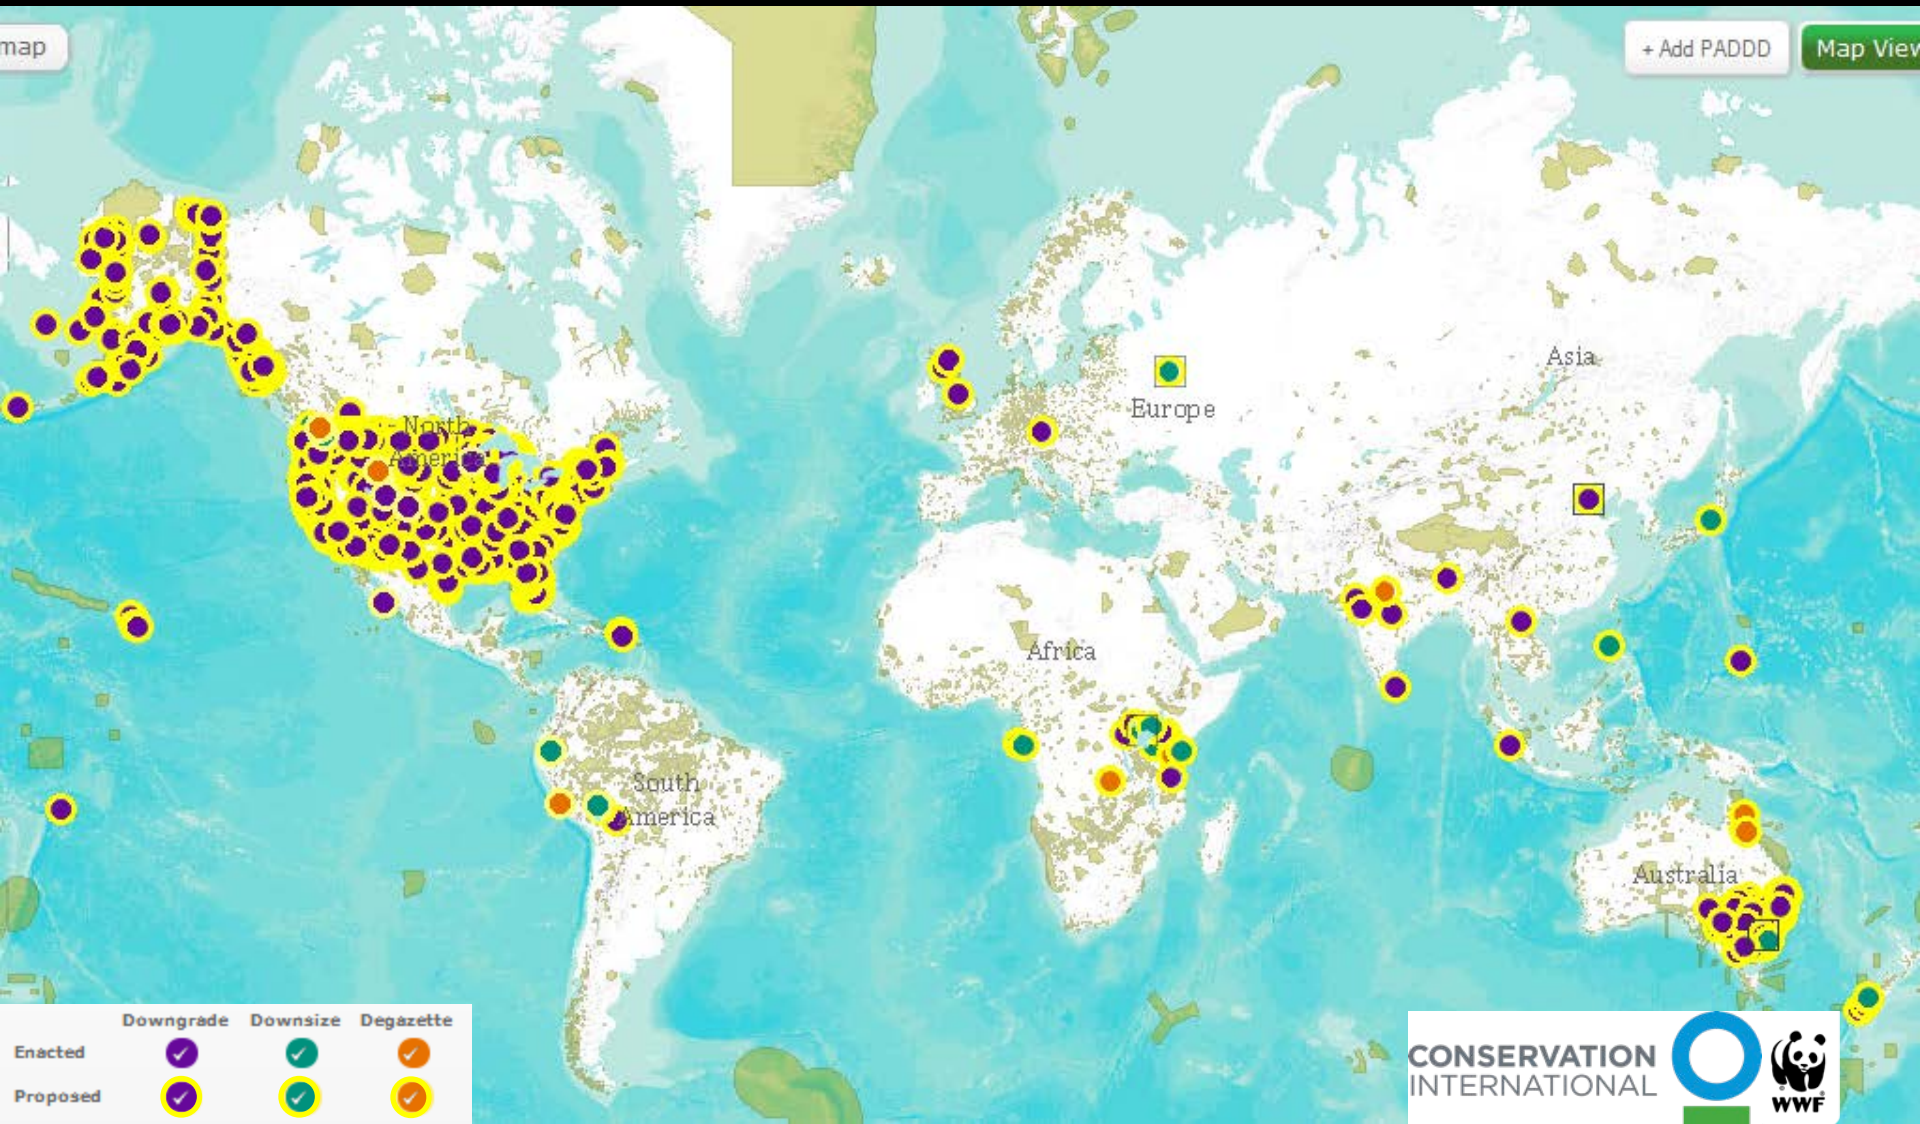 map
+ Add PADDD
Map View
North
America
Europe
Asia
Africa
South
America
Australia
Downgrade Downsize Degazette
Enacted
Proposed
CONSERVATION
INTERNATIONAL
WWF